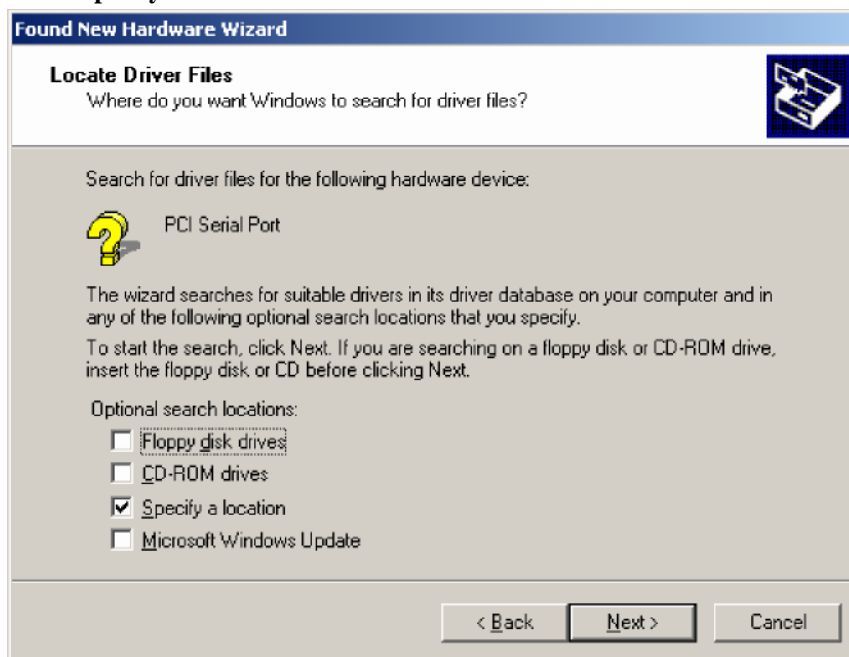 Found New Hardware Wizard
Locate Driver Files
Where do you want Windows to search for driver files?
Search for driver files for the following hardware device:
PCI Serial Port
The wizard searches for suitable drivers in its driver database on your computer and in
any of the following optional search locations that you specify.
To start the search, click Next. If you are searching on a floppy disk or CD-ROM drive,
insert the floppy disk or CD before clicking Next.
Optional search locations:
Floppy disk drives
CD-ROM drives
Specify a location
Microsoft Windows Update
< Back Next > Cancel